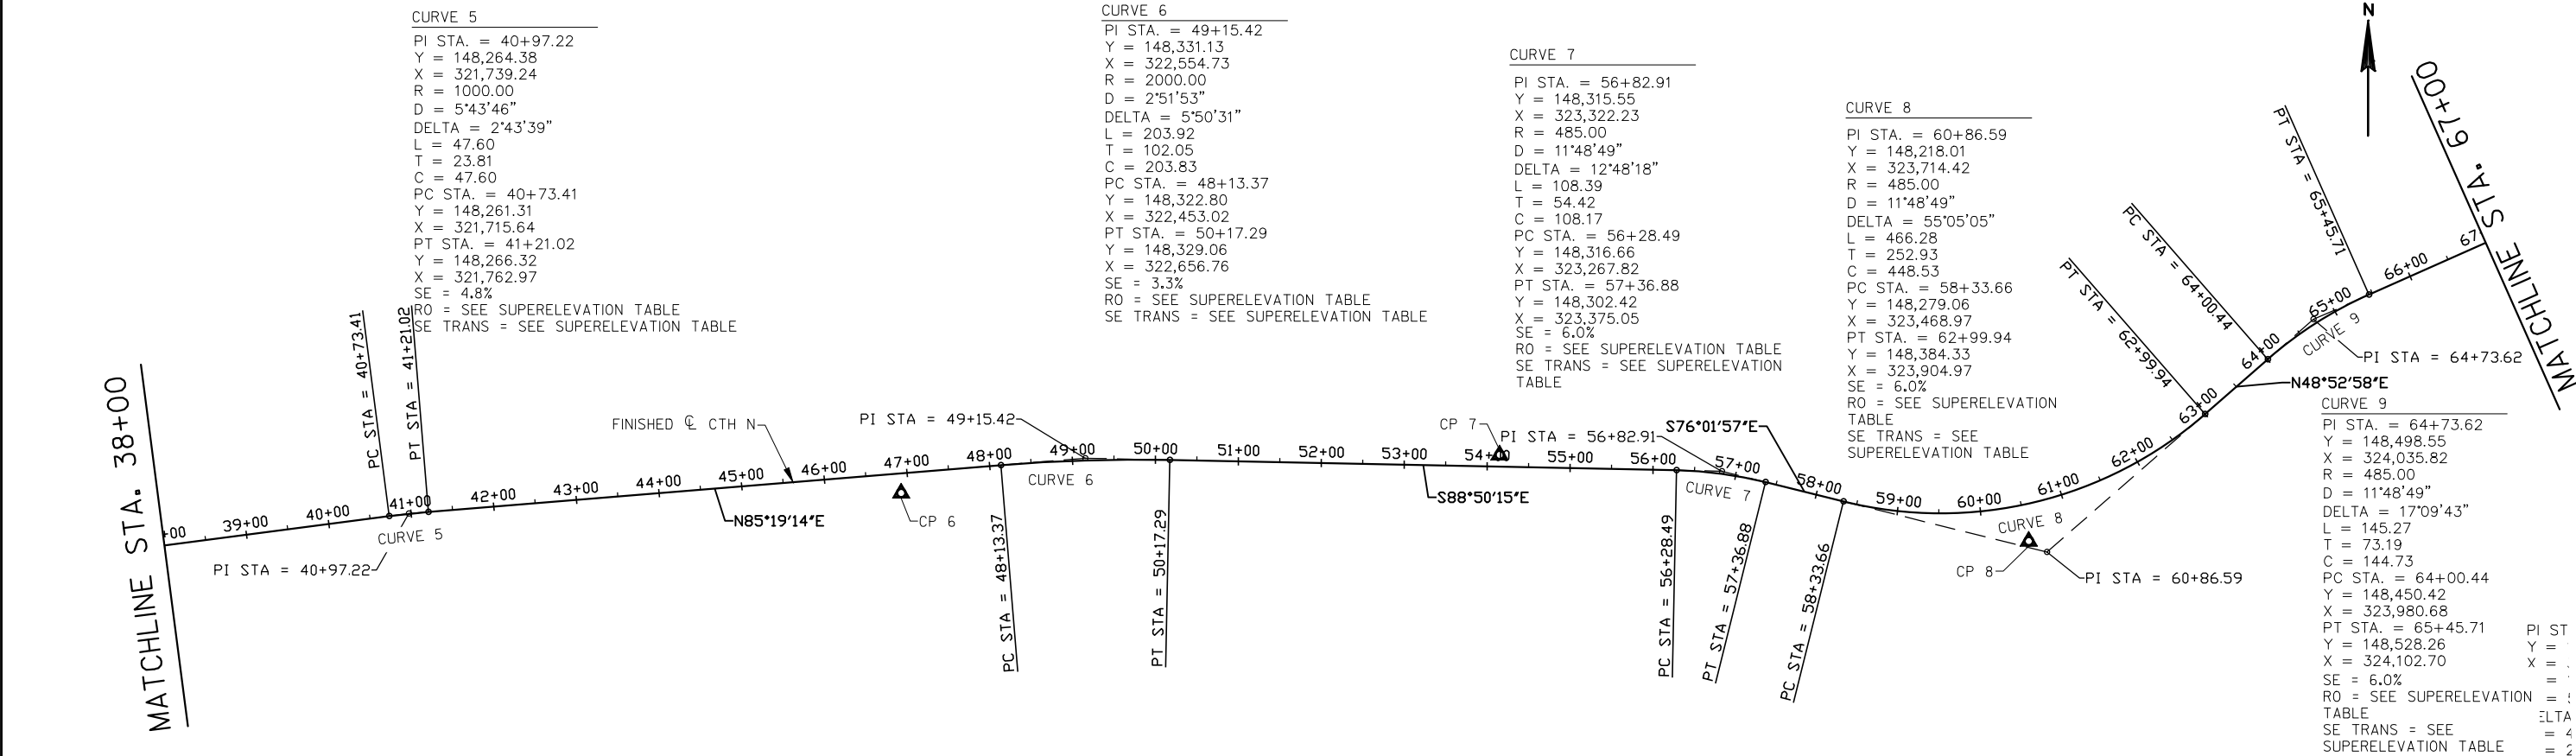 CURVE 5
PI STA. = 40+97.22
Y = 148,264.38
X = 321,739.24
R = 1000.00
D = 5°43'46"
DELTA = 2°43'39"
L = 47.60
T = 23.81
C = 47.60
PC STA. = 40+73.41
Y = 148,261.31
X = 321,715.64
PT STA. = 41+21.02
Y = 148,266.32
X = 321,762.97
SE = 4.8%
RO = SEE SUPERELEVATION TABLE
SE TRANS = SEE SUPERELEVATION TABLE
CURVE 6
PI STA. = 49+15.42
Y = 148,331.13
X = 322,554.73
R = 2000.00
D = 2°51'53"
DELTA = 5°50'31"
L = 203.92
T = 102.05
C = 203.83
PC STA. = 48+13.37
Y = 148,322.80
X = 322,453.02
PT STA. = 50+17.29
Y = 148,329.06
X = 322,656.76
SE = 3.3%
RO = SEE SUPERELEVATION TABLE
SE TRANS = SEE SUPERELEVATION TABLE
CURVE 7
PI STA. = 56+82.91
Y = 148,315.55
X = 323,322.23
R = 485.00
D = 11°48'49"
DELTA = 12°48'18"
L = 108.39
T = 54.42
C = 108.17
PC STA. = 56+28.49
Y = 148,316.66
X = 323,267.82
PT STA. = 57+36.88
Y = 148,302.42
X = 323,375.05
SE = 6.0%
RO = SEE SUPERELEVATION TABLE
SE TRANS = SEE SUPERELEVATION
TABLE
CURVE 8
PI STA. = 60+86.59
Y = 148,218.01
X = 323,714.42
R = 485.00
D = 11°48'49"
DELTA = 55°05'05"
L = 466.28
T = 252.93
C = 448.53
PC STA. = 58+33.66
Y = 148,279.06
X = 323,468.97
PT STA. = 62+99.94
Y = 148,384.33
X = 323,904.97
SE = 6.0%
RO = SEE SUPERELEVATION
TABLE
SE TRANS = SEE
SUPERELEVATION TABLE
CURVE 9
PI STA. = 64+73.62
Y = 148,498.55
X = 324,035.82
R = 485.00
D = 11°48'49"
DELTA = 17°09'43"
L = 145.27
T = 73.19
C = 144.73
PC STA. = 64+00.44
Y = 148,450.42
X = 323,980.68
PT STA. = 65+45.71
Y = 148,528.26
X = 324,102.70
SE = 6.0%
RO = SEE SUPERELEVATION
TABLE
SE TRANS = SEE
SUPERELEVATION TABLE
PI ST
Y =
X =
ELTA
N
MATCHLINE STA. 38+00
MATCHLINE STA. 67+00
PC STA = 40+73.41
PT STA = 41+21.02
PI STA = 40+97.22
CURVE 5
FINISHED ℄ CTH N
N85°19'14"E
CP 6
PI STA = 49+15.42
CURVE 6
PC STA = 48+13.37
PT STA = 50+17.29
S88°50'15"E
CP 7
PI STA = 56+82.91
S76°01'57"E
CURVE 7
PC STA = 56+28.49
PT STA = 57+36.88
PC STA = 58+33.66
CURVE 8
CP 8
PI STA = 60+86.59
PT STA = 62+99.94
PC STA = 64+00.44
PT STA = 65+45.71
CURVE 9
PI STA = 64+73.62
N48°52'58"E
+00
39+00
40+00
41+00
42+00
43+00
44+00
45+00
46+00
47+00
48+00
49+00
50+00
51+00
52+00
53+00
54+00
55+00
56+00
57+00
58+00
59+00
60+00
61+00
62+00
63+00
64+00
65+00
66+00
67